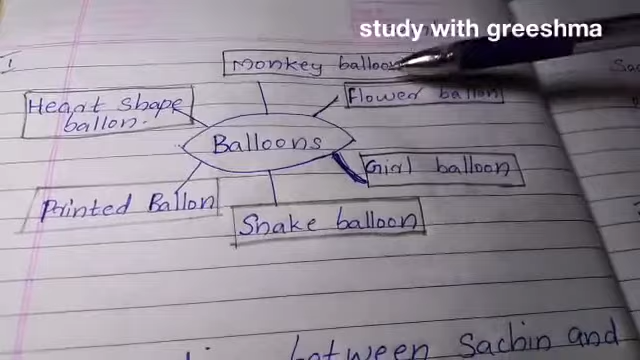 study with greeshma
Monkey balloon
Heart Shape
ballon.
Flower ballon
Balloons
Girl balloon
Printed Ballon
Snake balloon
between Sachin and